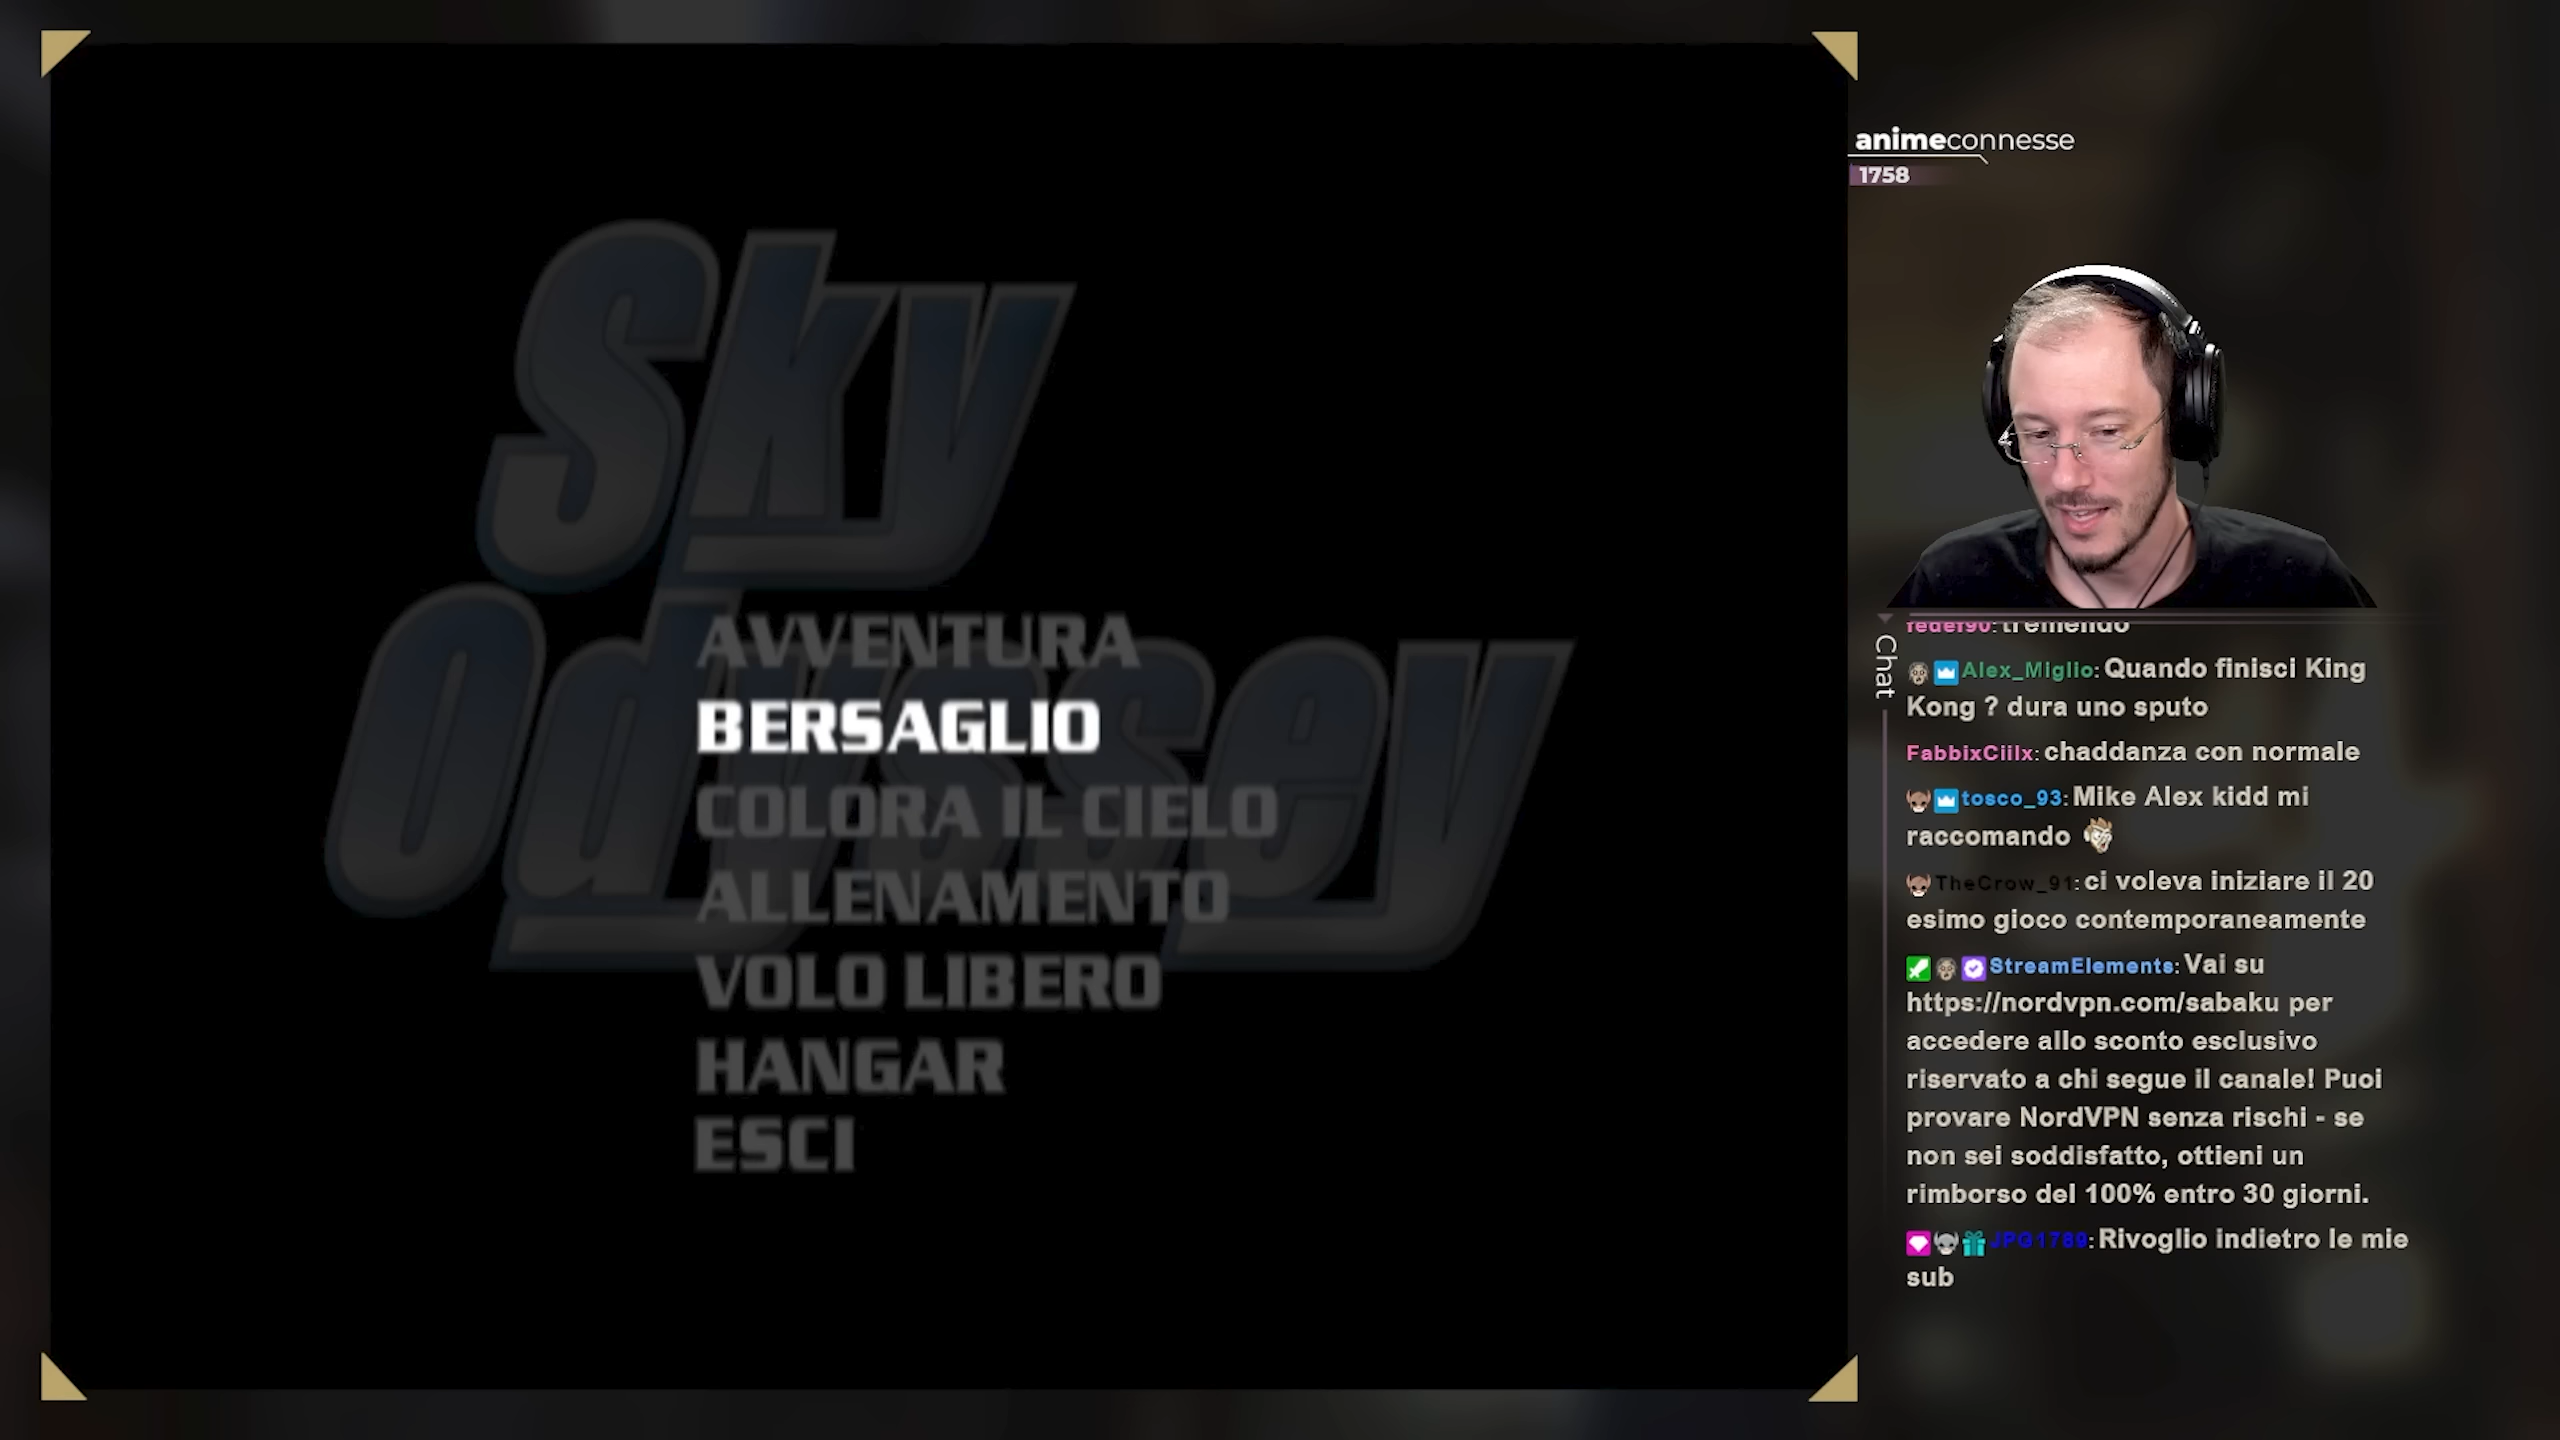 Sky
Odyssey
AVVENTURA
BERSAGLIO
COLORA IL CIELO
ALLENAMENTO
VOLO LIBERO
HANGAR
ESCI
animeconnesse
1758
Chat
fedef90: tremendo
Alex_Miglio: Quando finisci King
Kong ? dura uno sputo
FabbixCiilx: chaddanza con normale
tosco_93: Mike Alex kidd mi
raccomando
TheCrow_91: ci voleva iniziare il 20
esimo gioco contemporaneamente
StreamElements: Vai su
https://nordvpn.com/sabaku per
accedere allo sconto esclusivo
riservato a chi segue il canale! Puoi
provare NordVPN senza rischi - se
non sei soddisfatto, ottieni un
rimborso del 100% entro 30 giorni.
JPG1789: Rivoglio indietro le mie
sub